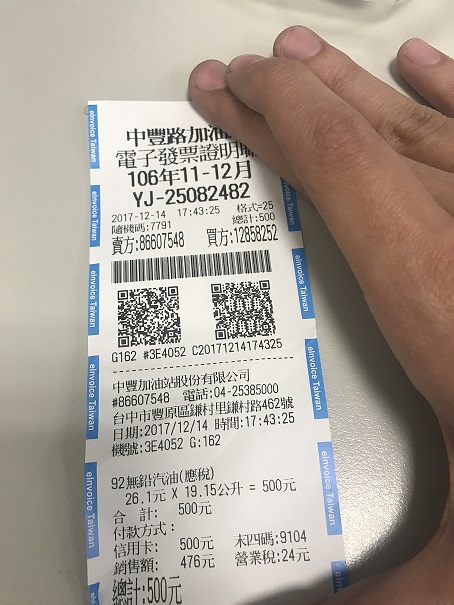 中豐路加油
電子發票證明聯
106年11-12月
YJ-25082482
2017-12-14 17:43:25 格式=25
隨機碼:7791 總計:500
賣方:86607548 買方:12858252
G162 #3E4052 C20171214174325
中豐加油站股份有限公司
#86607548 電話:04-25385000
台中市豐原區鎌村里鎌村路462號
日期:2017/12/14 時間:17:43:25
機號:3E4052 G:162
92無鉛汽油(應稅)
26.1元 X 19.15公升 = 500元
合 計: 500元
付款方式:
信用卡: 500元 末四碼:9104
銷售額: 476元 營業稅:24元
總計:500元
eInvoice Taiwan
eInvoice Taiwan
eInvoice Taiwan
eInvoice Taiwan
eInvoice Taiwan
eInvoice Taiwan
eInvoice Taiwan
eInvoice Taiwan